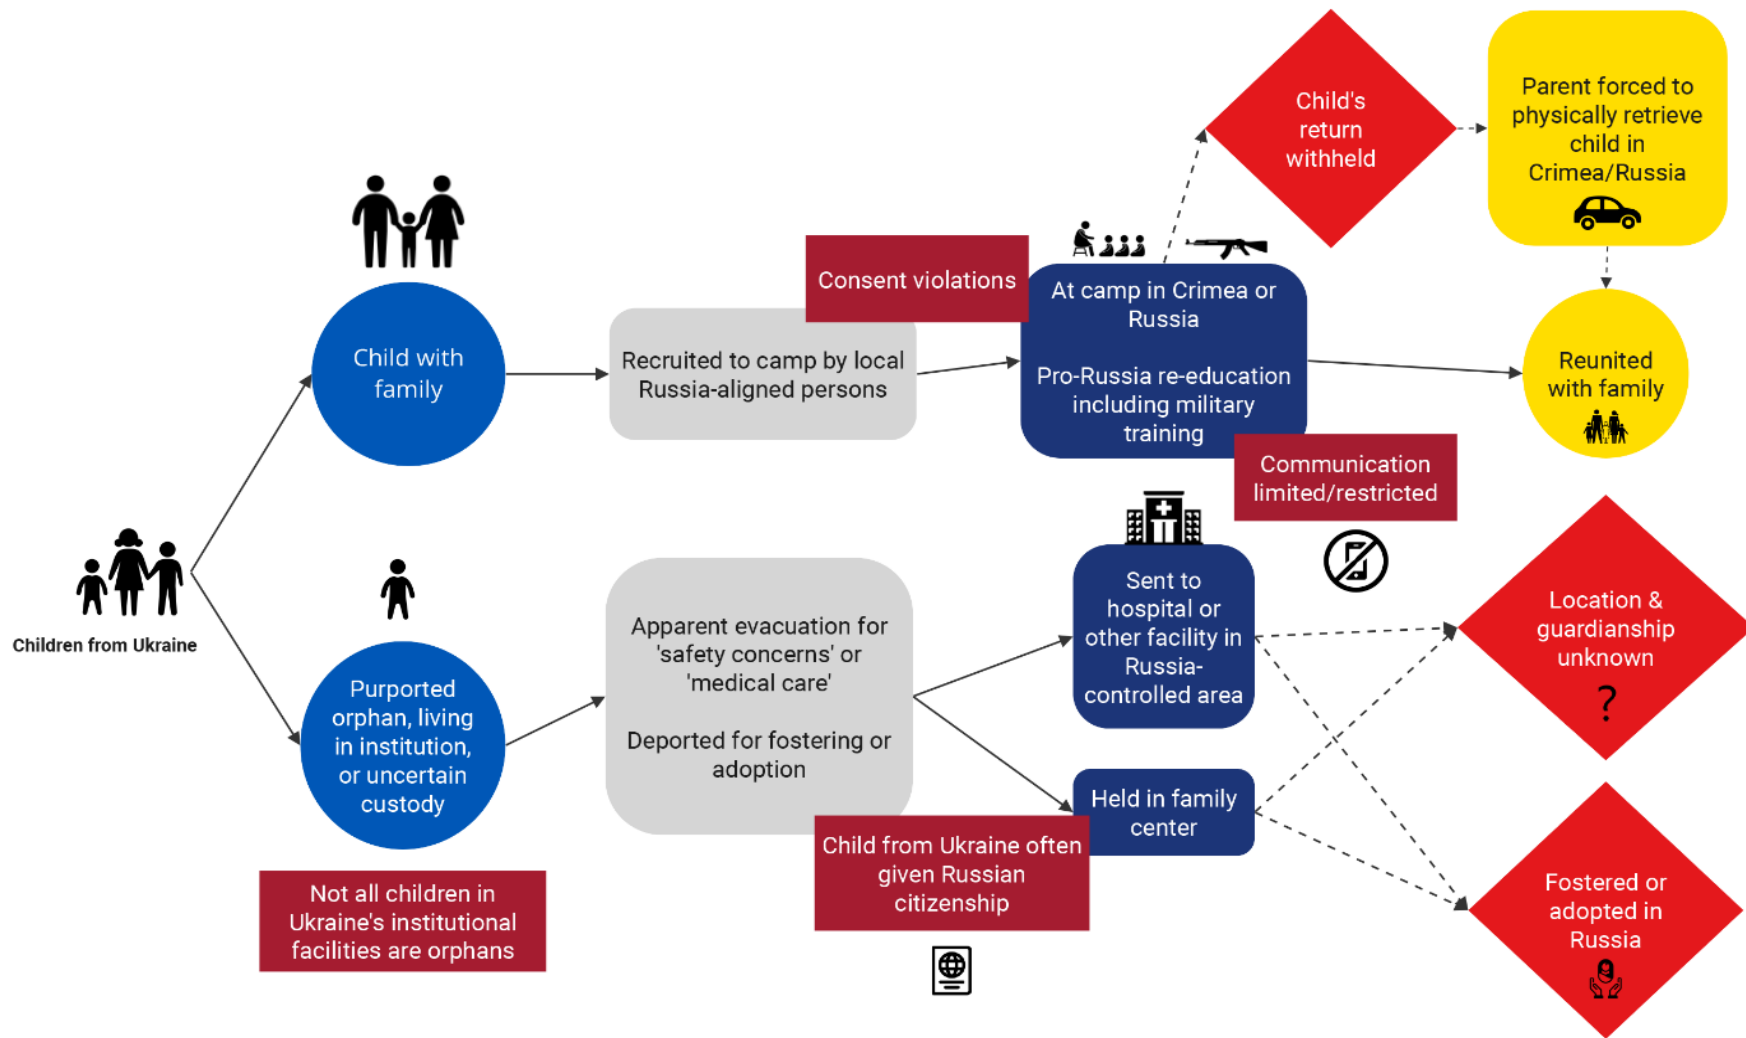 Child's
return
withheld
Parent forced to
physically retrieve
child in
Crimea/Russia
Consent violations
At camp in Crimea or
Russia
Pro-Russia re-education
including military
training
Child with
family
Recruited to camp by local
Russia-aligned persons
Reunited
with family
Communication
limited/restricted
Children from Ukraine
Purported
orphan, living
in institution,
or uncertain
custody
Apparent evacuation for
'safety concerns' or
'medical care'
Deported for fostering or
adoption
Sent to
hospital or
other facility in
Russia-
controlled area
Location &
guardianship
unknown
?
Held in family
center
Child from Ukraine often
given Russian
citizenship
Not all children in
Ukraine's institutional
facilities are orphans
Fostered or
adopted in
Russia